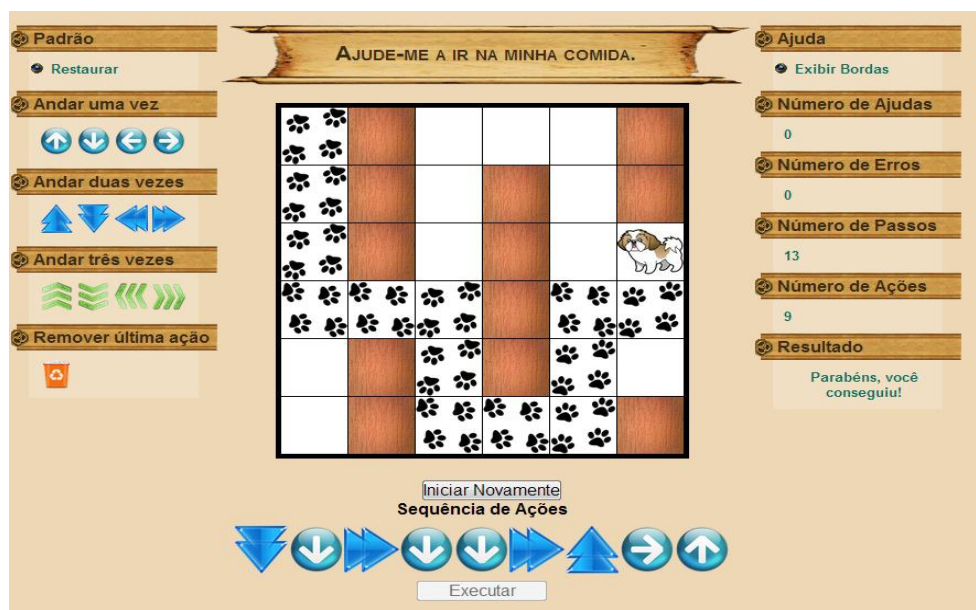 Padrão
Restaurar
Andar uma vez
Andar duas vezes
Andar três vezes
Remover última ação
AJUDE-ME A IR NA MINHA COMIDA.
Ajuda
Exibir Bordas
Número de Ajudas
0
Número de Erros
0
Número de Passos
13
Número de Ações
9
Resultado
Parabéns, você
conseguiu!
Iniciar Novamente
Sequência de Ações
Executar